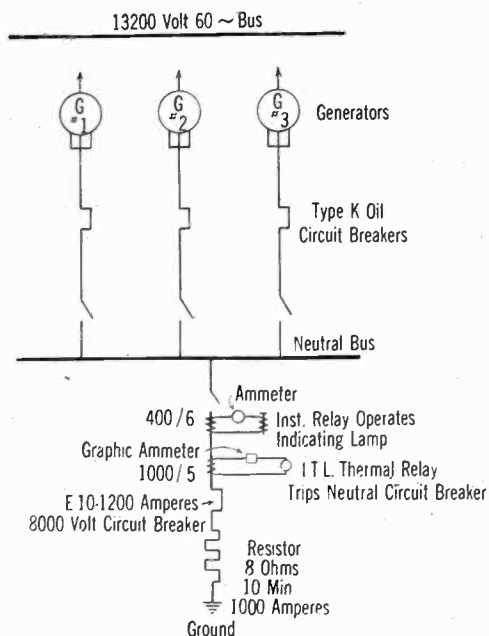 13200 Volt 60 ~ Bus
G
#1
G
#2
G
#3
Generators
Type K Oil
Circuit Breakers
Neutral Bus
Ammeter
400/6
Inst. Relay Operates
Indicating Lamp
Graphic Ammeter
1000/5
I T L. Thermal Relay
Trips Neutral Circuit Breaker
E 10-1200 Amperes
8000 Volt Circuit Breaker
Resistor
8 Ohms
10 Min
1000 Amperes
Ground